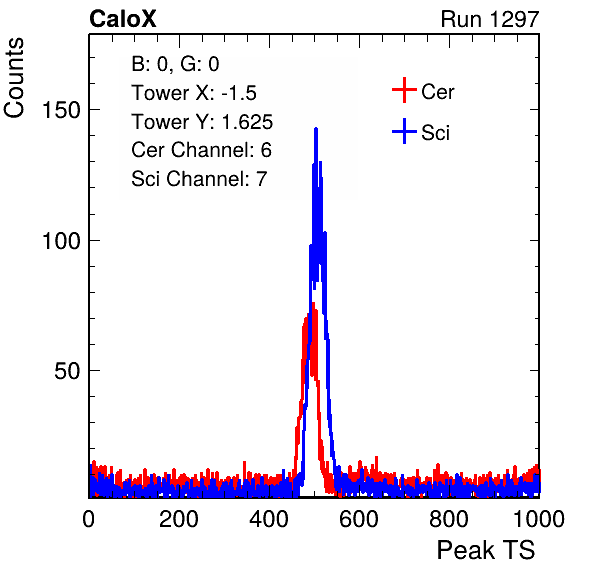 CaloX Run 1297
Counts
B: 0, G: 0
Tower X: -1.5
Tower Y: 1.625
Cer Channel: 6
Sci Channel: 7
Cer
Sci
150
100
50
0 200 400 600 800 1000
Peak TS